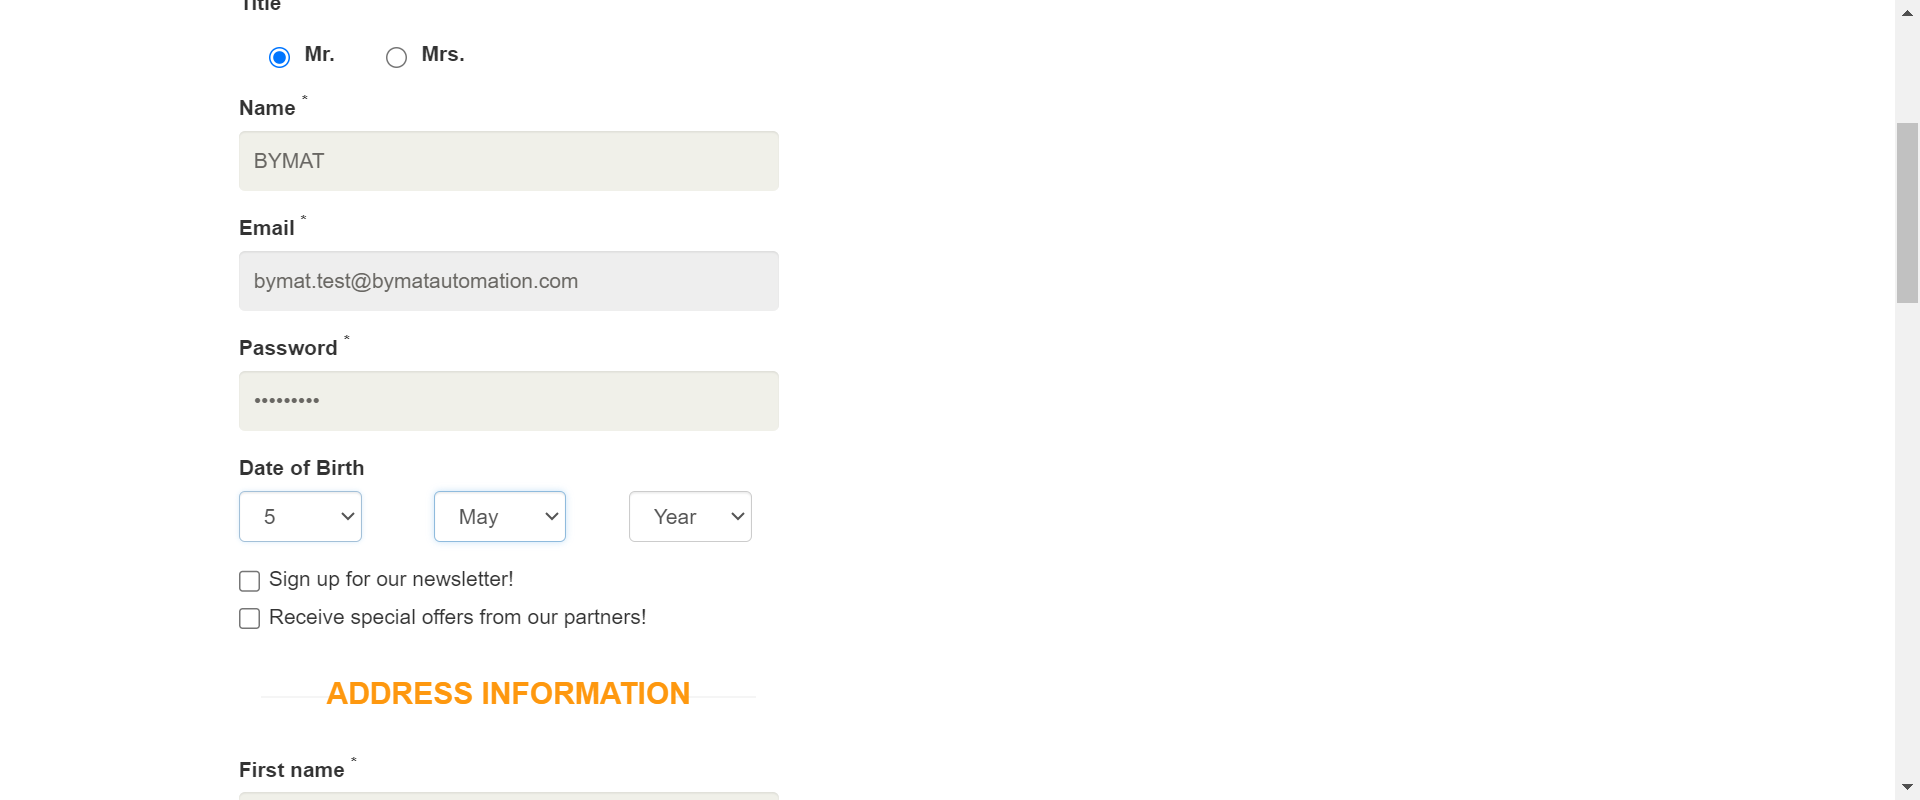 Title
Mr. Mrs.
Name *
BYMAT
Email *
bymat.test@bymatautomation.com
Password *
•••••••••
Date of Birth
5 May Year
Sign up for our newsletter!
Receive special offers from our partners!
ADDRESS INFORMATION
First name *